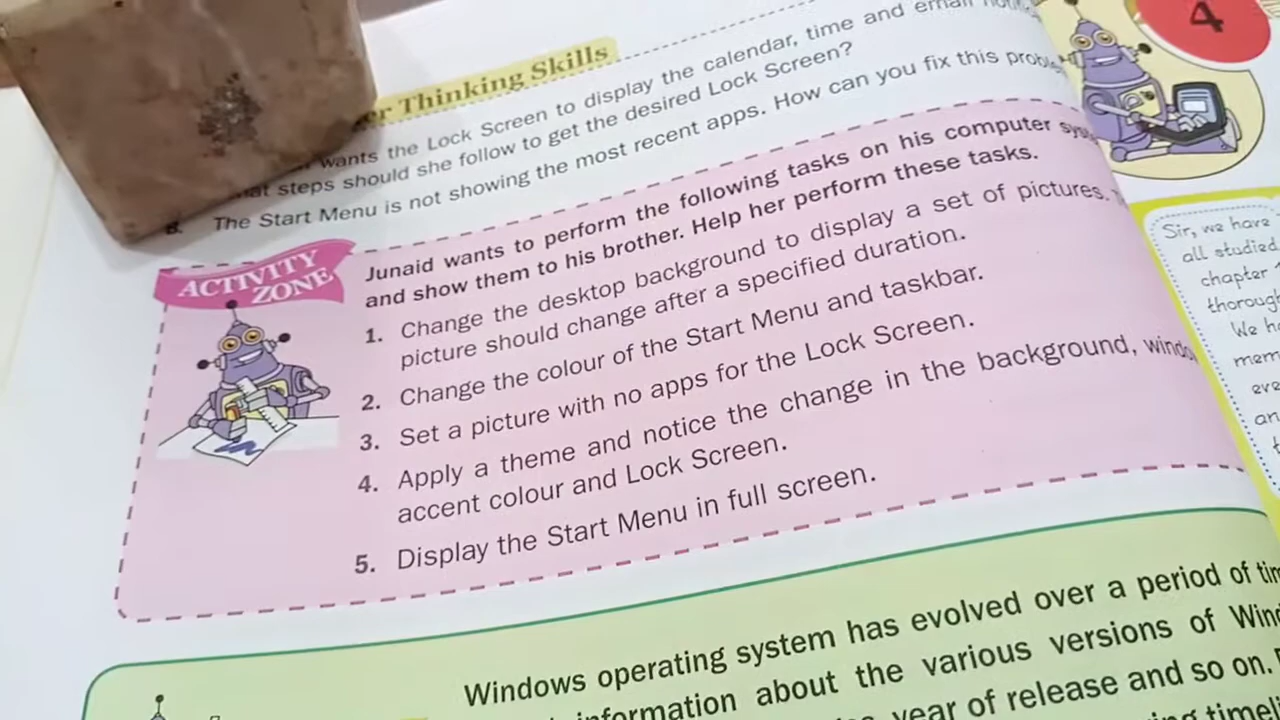 er Thinking Skills
wants the Lock Screen to display the calendar, time and email
steps should she follow to get the desired Lock Screen?
The Start Menu is not showing the most recent apps. How can you fix this
ACTIVITY
ZONE
Junaid wants to perform the following tasks on his computer
and show them to his brother. Help her perform these tasks.
1. Change the desktop background to display a set of pictures.
picture should change after a specified duration.
2. Change the colour of the Start Menu and taskbar.
3. Set a picture with no apps for the Lock Screen.
4. Apply a theme and notice the change in the background,
accent colour and Lock Screen.
5. Display the Start Menu in full screen.
Windows operating system has evolved over a period of
information about the various versions of
year of release and so on.
4
Sir, we have
all studied
chapter
We